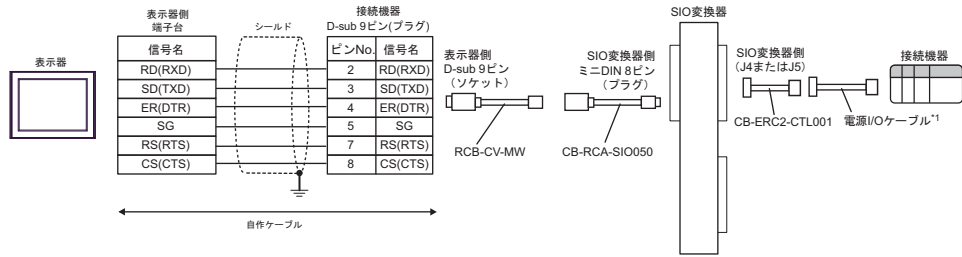 表示器
表示器側
端子台
シールド
接続機器
D-sub 9ピン(プラグ)
信号名
ピンNo.
信号名
RD(RXD)
2
RD(RXD)
SD(TXD)
3
SD(TXD)
ER(DTR)
4
ER(DTR)
SG
5
SG
RS(RTS)
7
RS(RTS)
CS(CTS)
8
CS(CTS)
自作ケーブル
表示器側
D-sub 9ピン
(ソケット)
RCB-CV-MW
SIO変換器側
ミニDIN 8ピン
(プラグ)
CB-RCA-SIO050
SIO変換器
SIO変換器側
(J4またはJ5)
CB-ERC2-CTL001
電源I/Oケーブル*1
接続機器